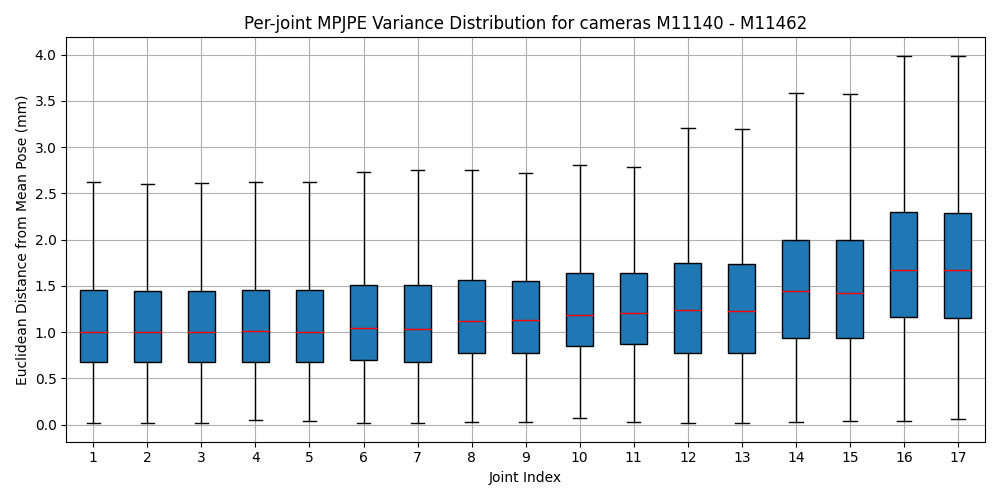 Per-joint MPJPE Variance Distribution for cameras M11140 - M11462
Euclidean Distance from Mean Pose (mm)
4.0
3.5
3.0
2.5
2.0
1.5
1.0
0.5
0.0
1 2 3 4 5 6 7 8 9 10 11 12 13 14 15 16 17
Joint Index